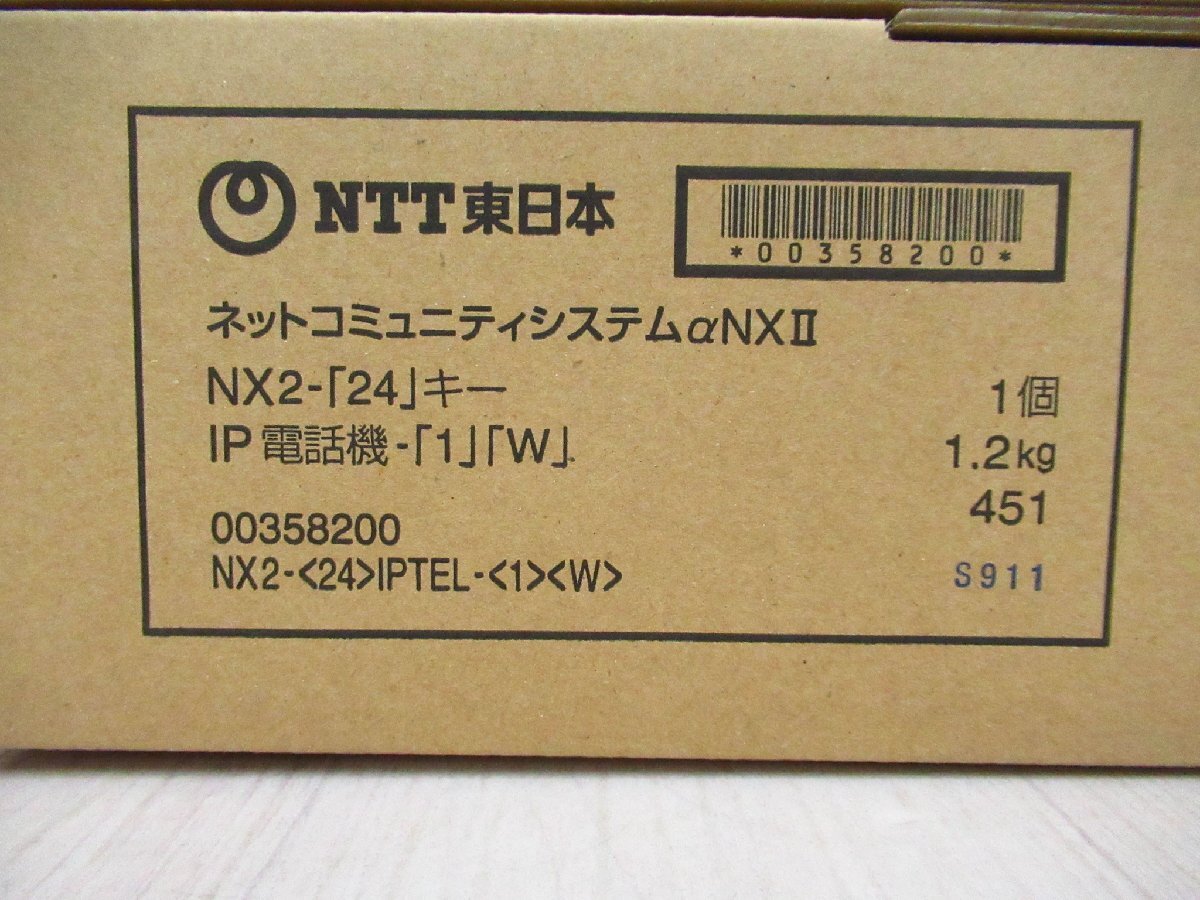 NTT東日本
*00358200*
ネットコミュニティシステムαNXⅡ
NX2-「24」キー 1個
IP電話機-「1」「W」 1.2kg
451
00358200
NX2-<24>IPTEL-<1><W> S911